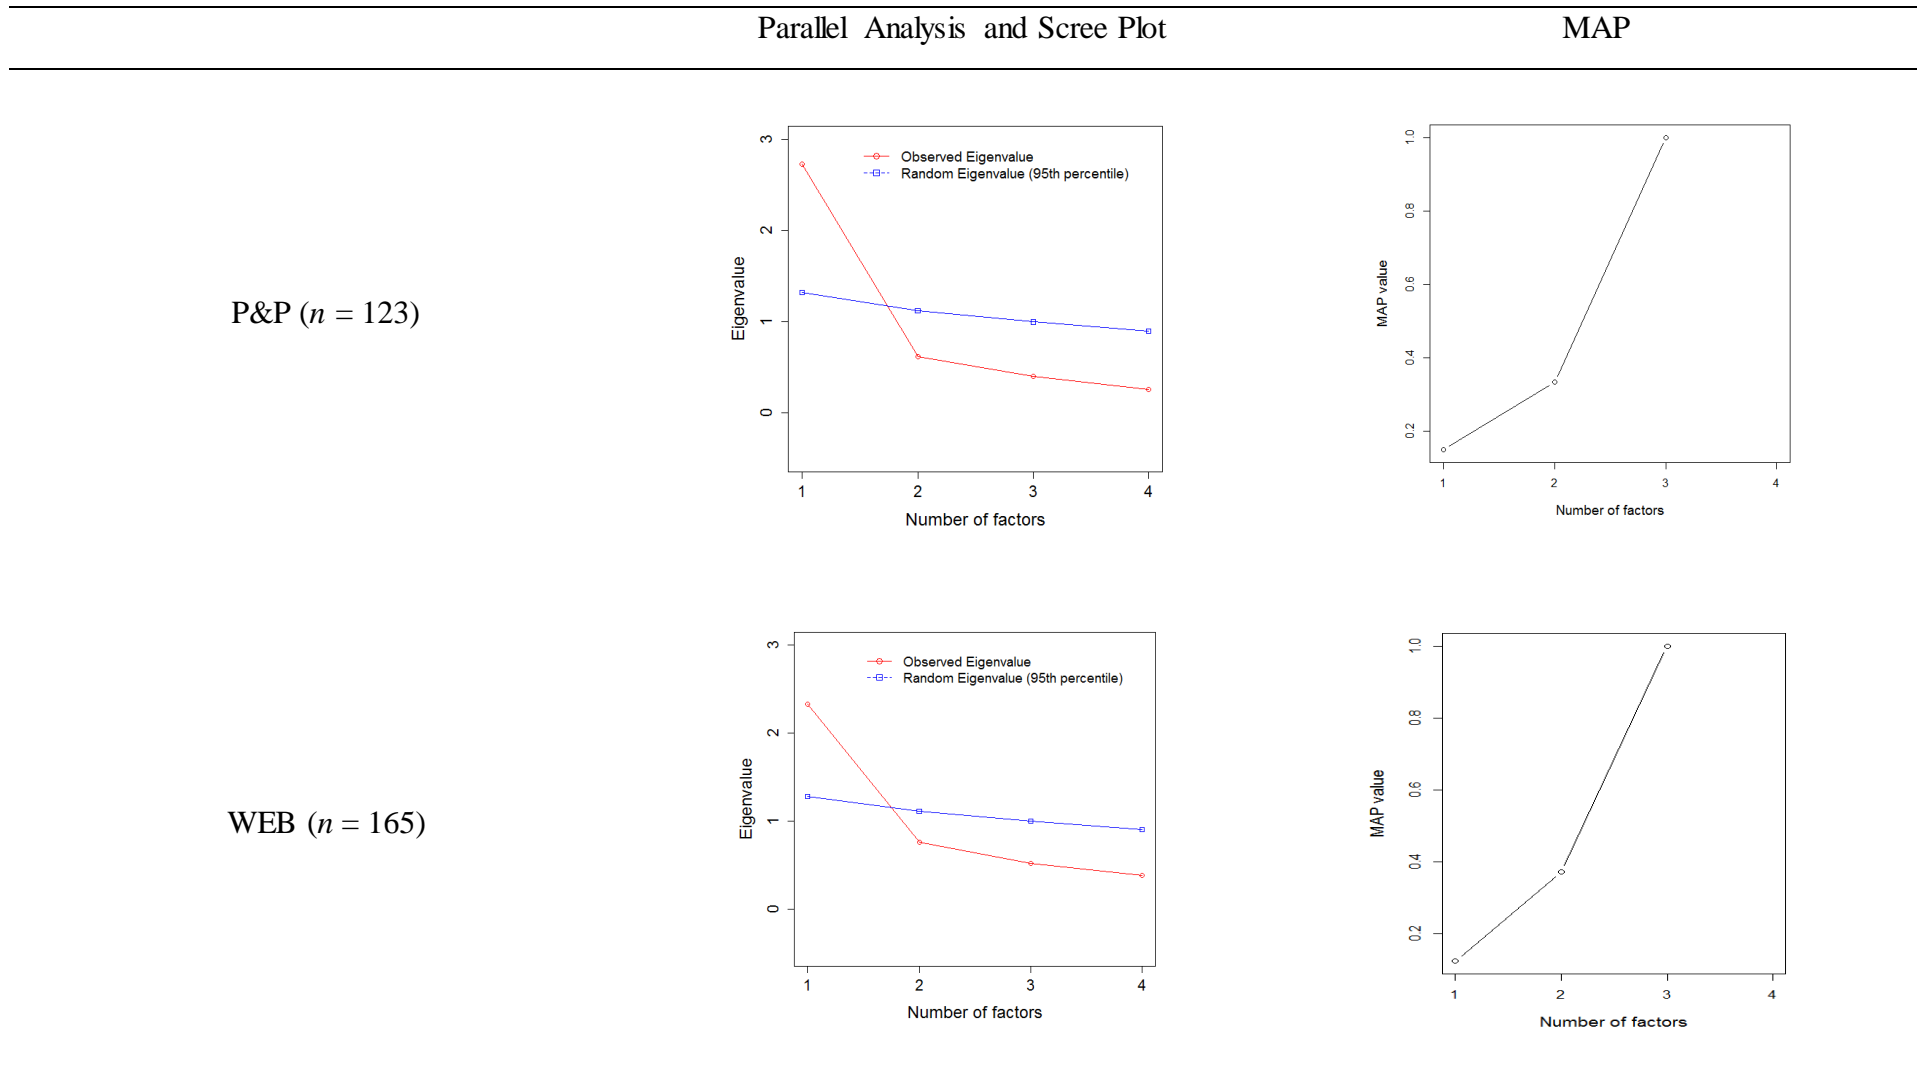 Parallel Analysis and Scree Plot
MAP
P&P (n = 123)
3
2
1
0
Eigenvalue
Observed Eigenvalue
Random Eigenvalue (95th percentile)
1 2 3 4
Number of factors
1.0
0.8
0.6
0.4
0.2
MAP value
1 2 3 4
Number of factors
WEB (n = 165)
3
2
1
0
Eigenvalue
Observed Eigenvalue
Random Eigenvalue (95th percentile)
1 2 3 4
Number of factors
1.0
0.8
0.6
0.4
0.2
MAP value
1 2 3 4
Number of factors